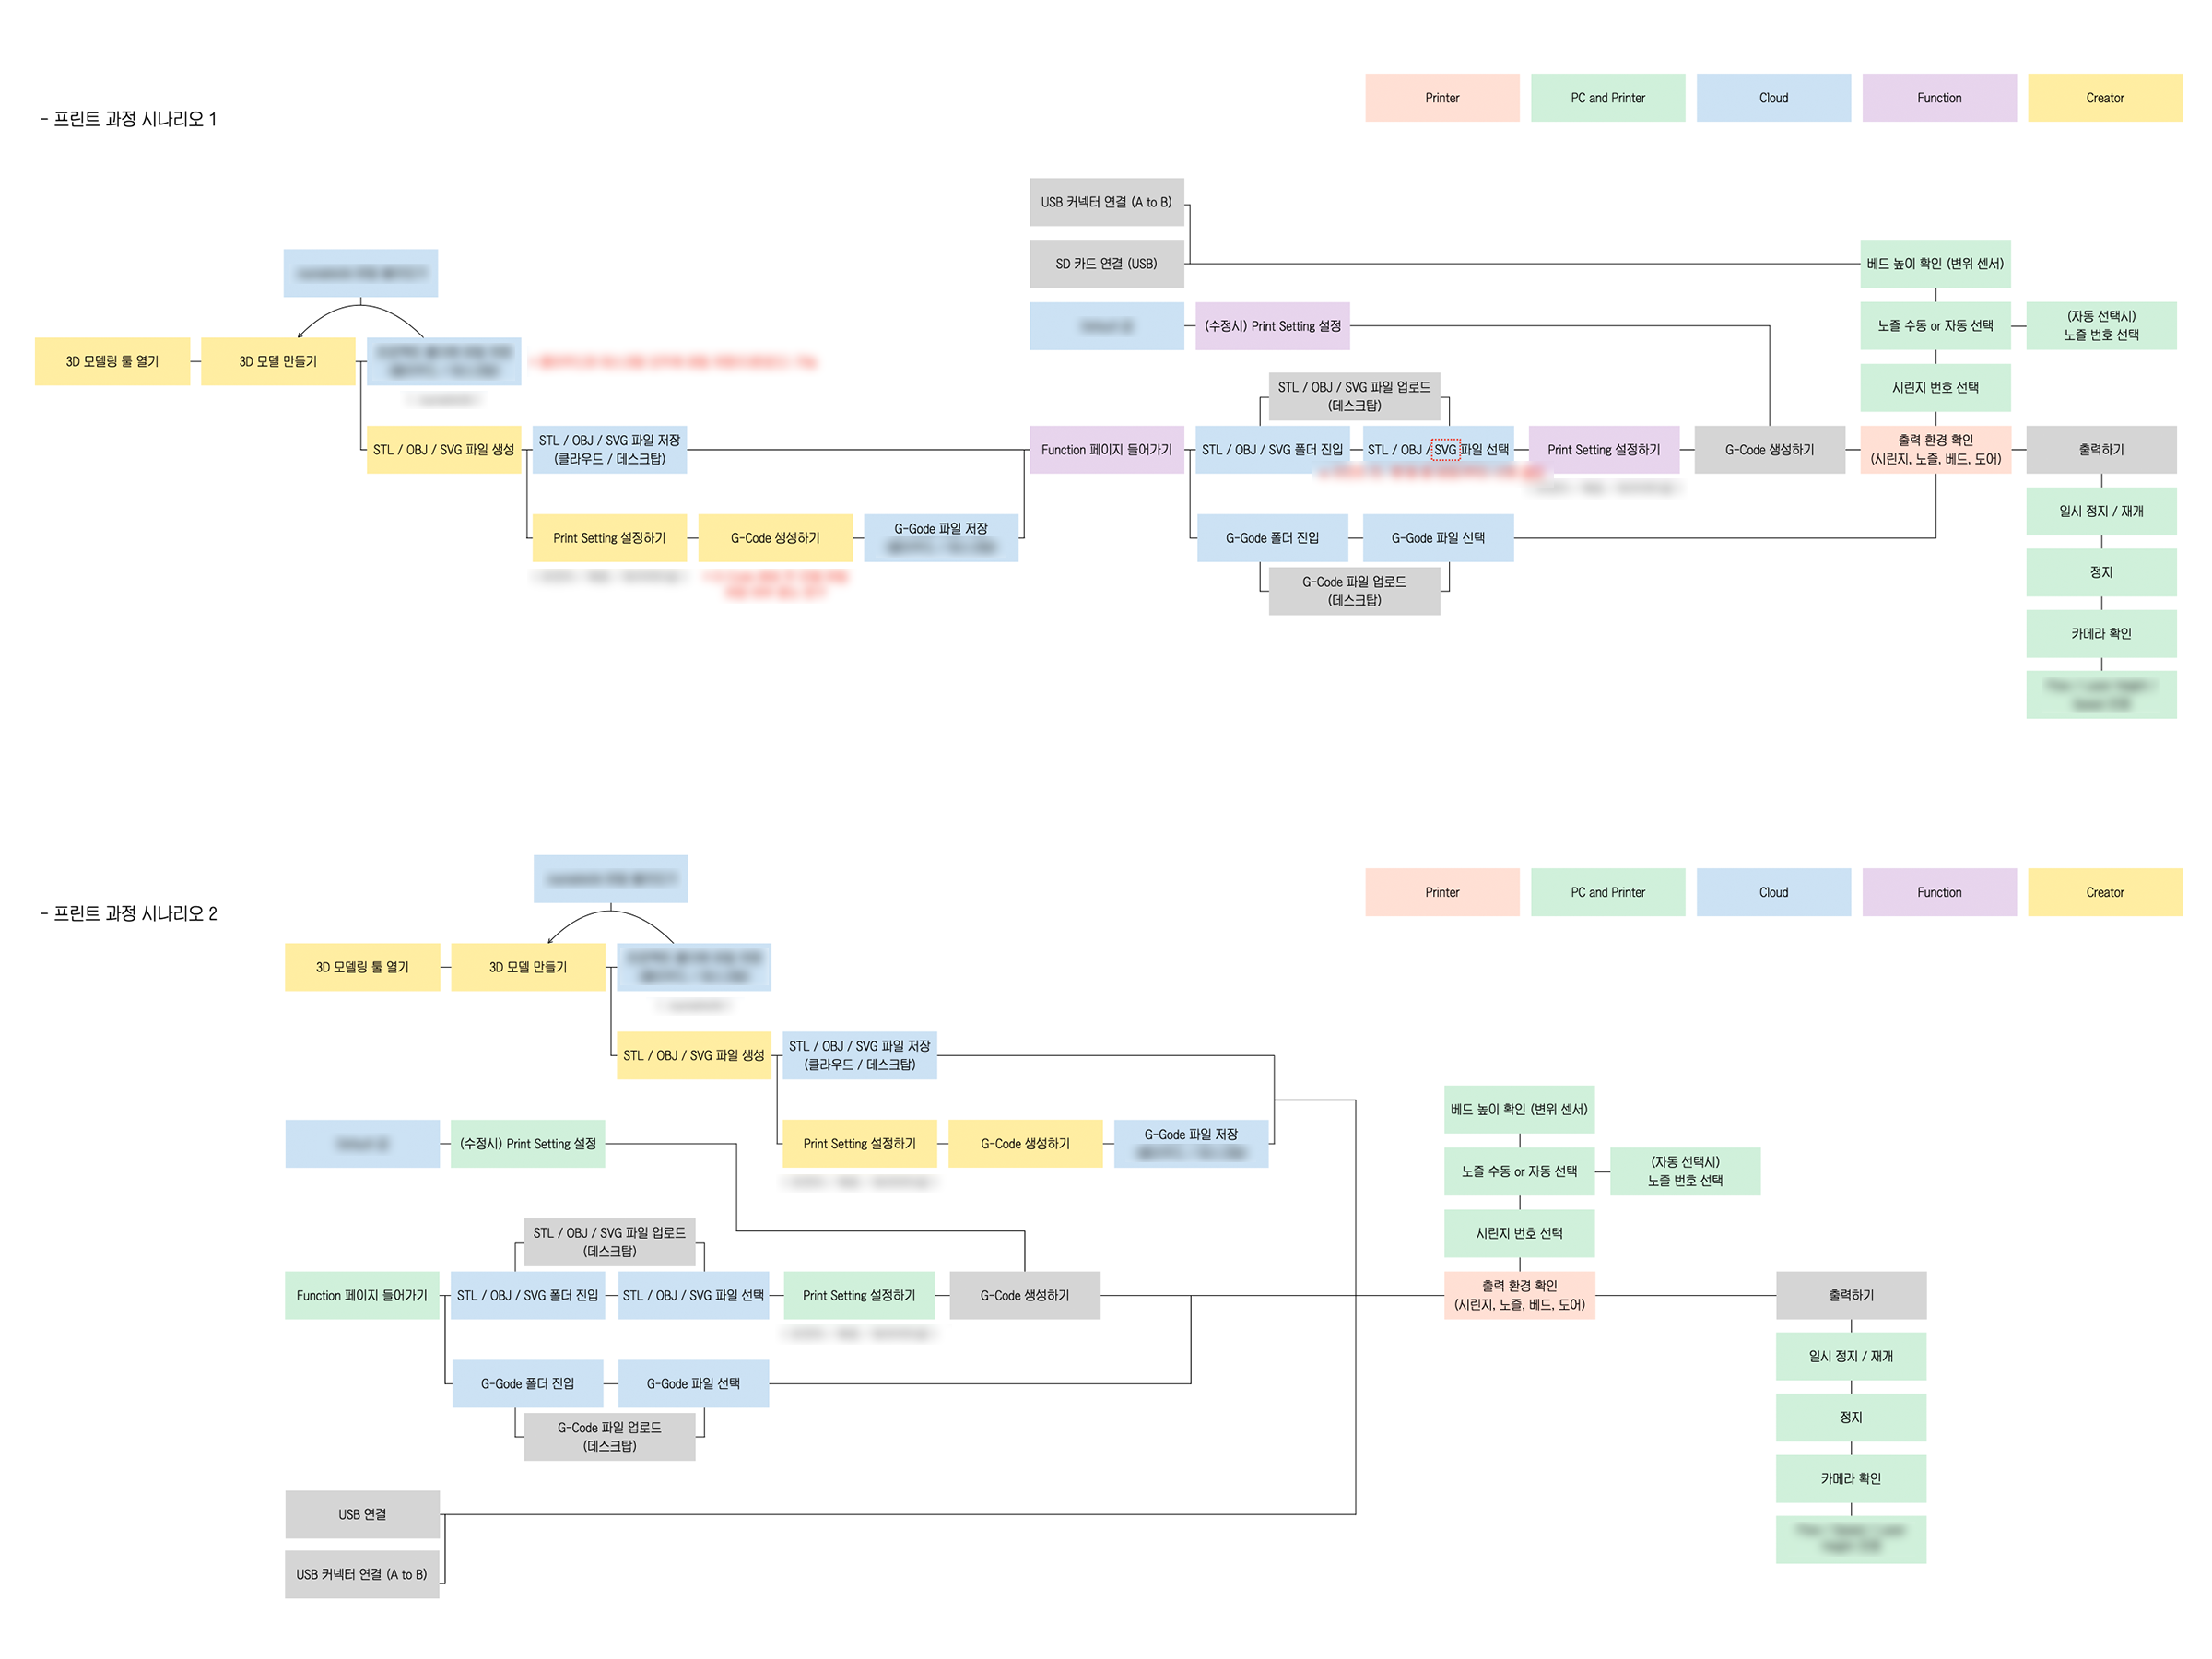 - 프린트 과정 시나리오 1
Printer
PC and Printer
Cloud
Function
Creator
USB 커넥터 연결 (A to B)
SD 카드 연결 (USB)
베드 높이 확인 (변위 센서)
(수정시) Print Setting 설정
노즐 수동 or 자동 선택
(자동 선택시)
노즐 번호 선택
3D 모델링 툴 열기
3D 모델 만들기
시린지 번호 선택
STL / OBJ / SVG 파일 업로드
(데스크탑)
STL / OBJ / SVG 파일 생성
STL / OBJ / SVG 파일 저장
(클라우드 / 데스크탑)
Function 페이지 들어가기
STL / OBJ / SVG 폴더 진입
STL / OBJ / SVG 파일 선택
Print Setting 설정하기
G-Code 생성하기
출력 환경 확인
(시린지, 노즐, 베드, 도어)
출력하기
일시 정지 / 재개
Print Setting 설정하기
G-Code 생성하기
G-Gode 파일 저장
G-Gode 폴더 진입
G-Gode 파일 선택
G-Code 파일 업로드
(데스크탑)
정지
카메라 확인
- 프린트 과정 시나리오 2
Printer
PC and Printer
Cloud
Function
Creator
3D 모델링 툴 열기
3D 모델 만들기
STL / OBJ / SVG 파일 생성
STL / OBJ / SVG 파일 저장
(클라우드 / 데스크탑)
베드 높이 확인 (변위 센서)
(수정시) Print Setting 설정
Print Setting 설정하기
G-Code 생성하기
G-Gode 파일 저장
노즐 수동 or 자동 선택
(자동 선택시)
노즐 번호 선택
STL / OBJ / SVG 파일 업로드
(데스크탑)
시린지 번호 선택
Function 페이지 들어가기
STL / OBJ / SVG 폴더 진입
STL / OBJ / SVG 파일 선택
Print Setting 설정하기
G-Code 생성하기
출력 환경 확인
(시린지, 노즐, 베드, 도어)
출력하기
일시 정지 / 재개
G-Gode 폴더 진입
G-Gode 파일 선택
G-Code 파일 업로드
(데스크탑)
정지
카메라 확인
USB 연결
USB 커넥터 연결 (A to B)